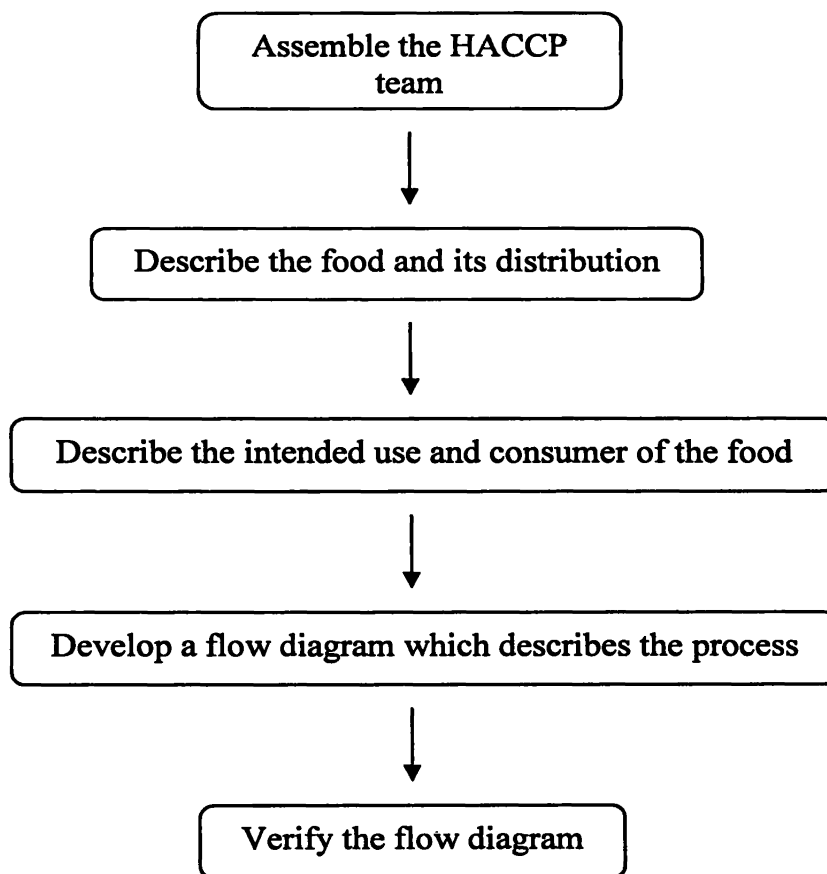 Assemble the HACCP
team
Describe the food and its distribution
Describe the intended use and consumer of the food
Develop a flow diagram which describes the process
Verify the flow diagram